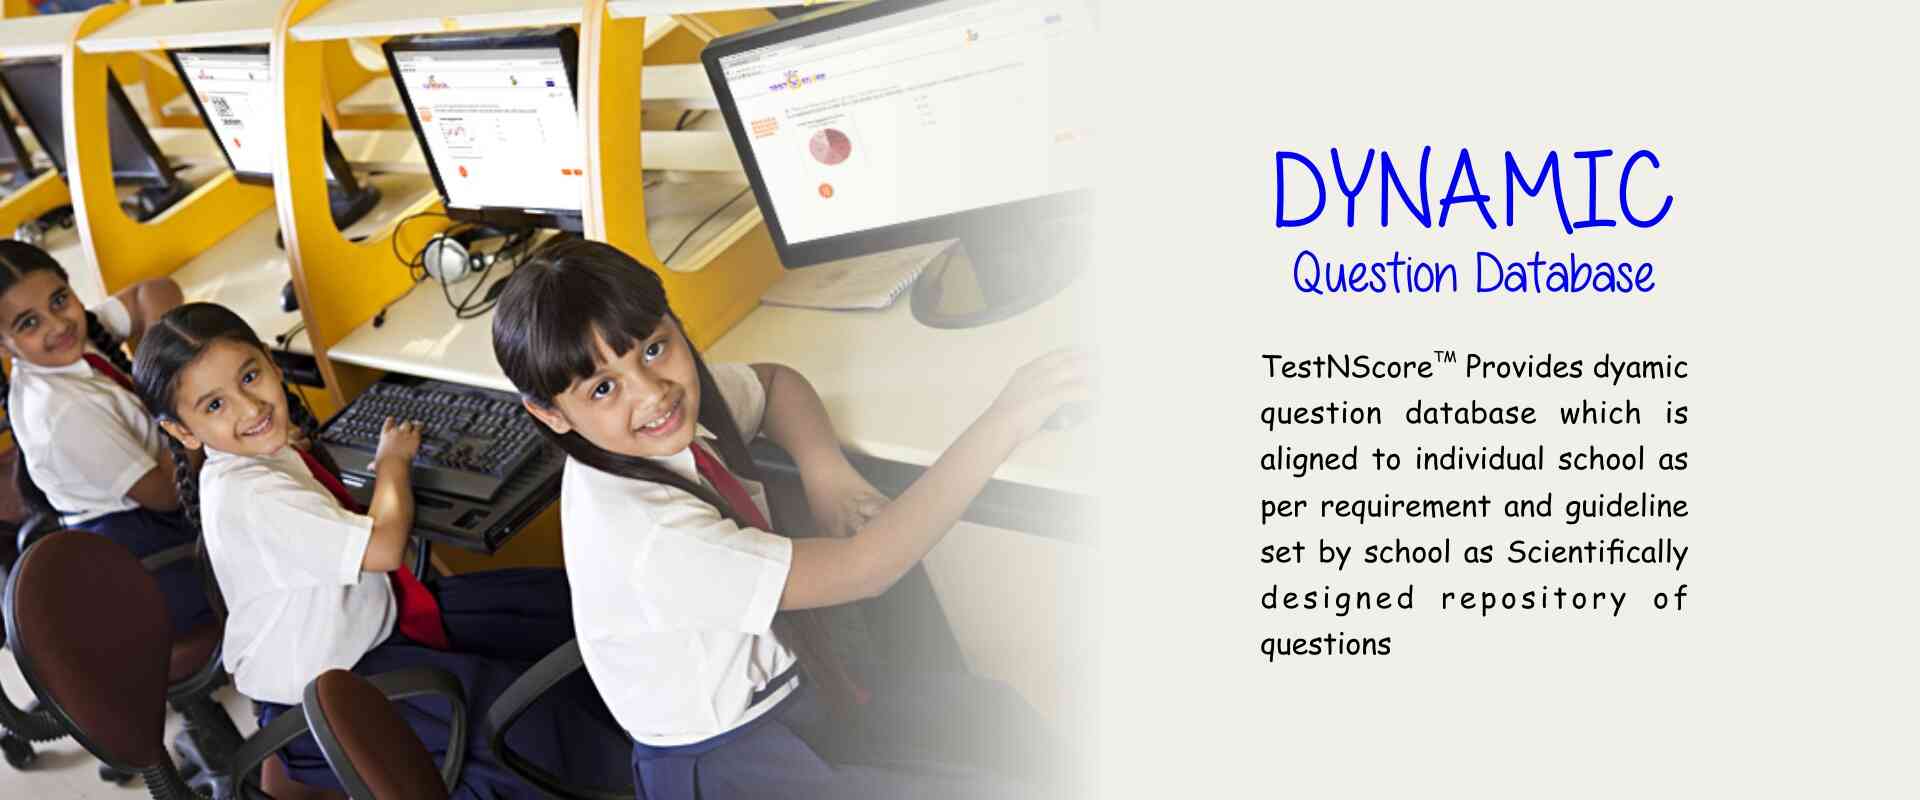 DYNAMIC
Question Database
TestNScore™ Provides dyamic
question database which is
aligned to individual school as
per requirement and guideline
set by school as Scientifically
designed repository of
questions